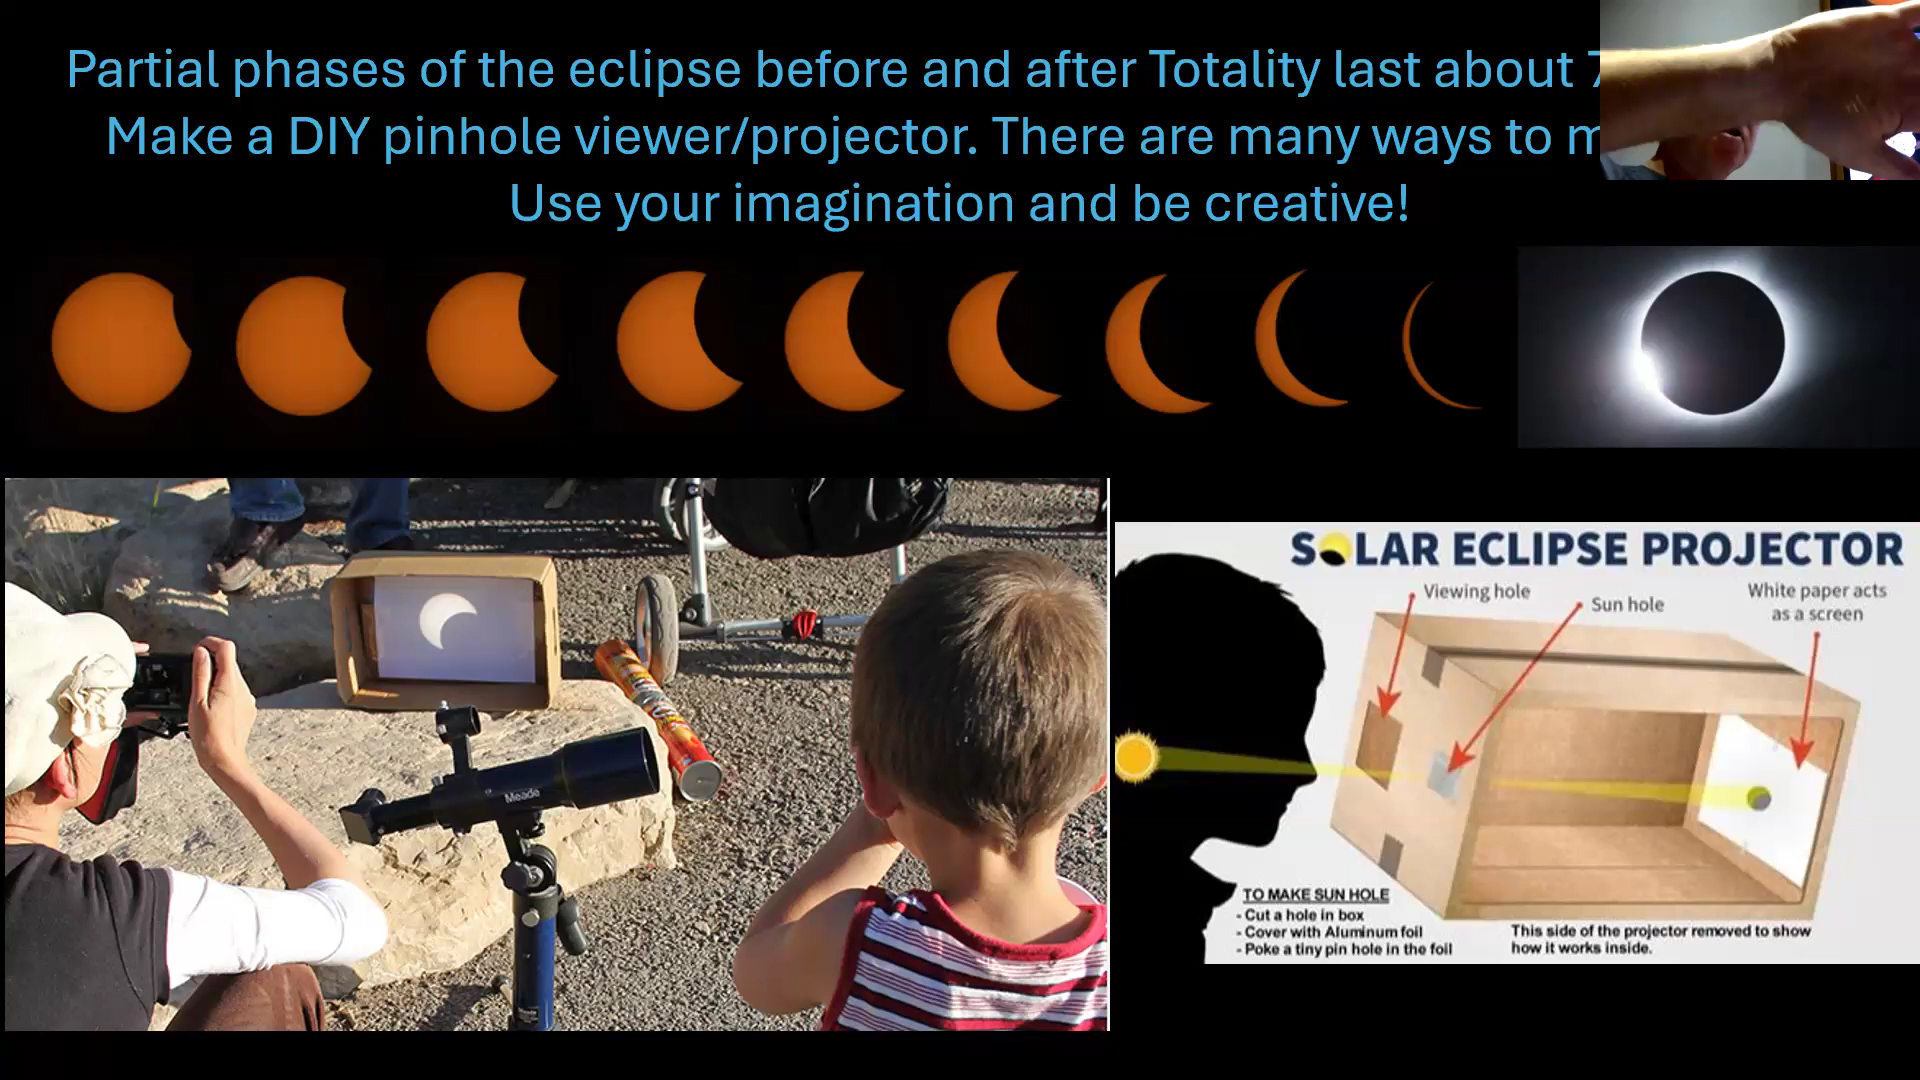 Partial phases of the eclipse before and after Totality last about 7
Make a DIY pinhole viewer/projector. There are many ways to m
Use your imagination and be creative!
Meade
SOLAR ECLIPSE PROJECTOR
Viewing hole
Sun hole
White paper acts
as a screen
TO MAKE SUN HOLE
- Cut a hole in box
- Cover with Aluminum foil
- Poke a tiny pin hole in the foil
This side of the projector removed to show
how it works inside.